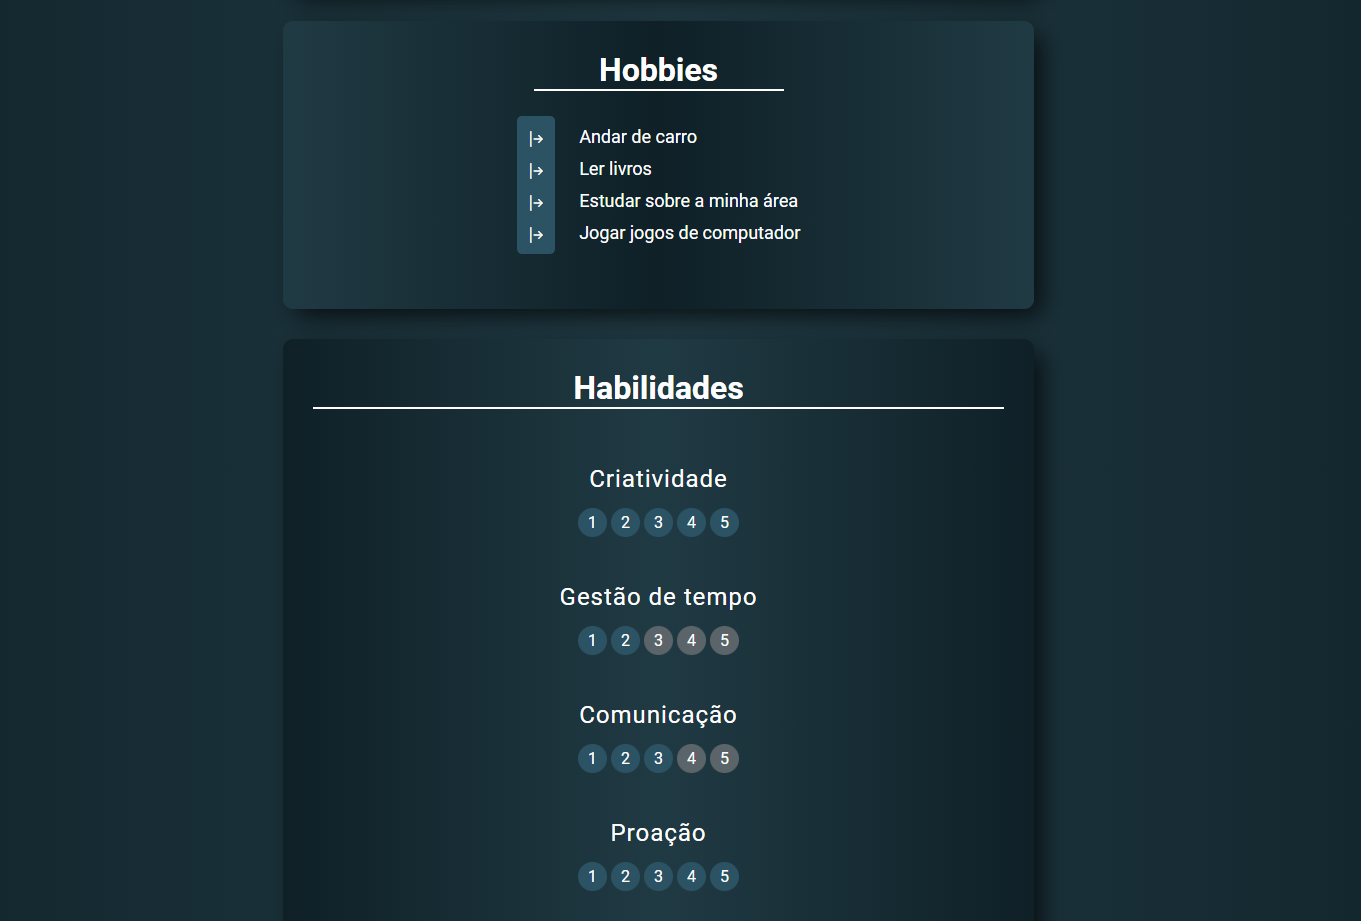 Hobbies
Andar de carro
Ler livros
Estudar sobre a minha área
Jogar jogos de computador
Habilidades
Criatividade
1 2 3 4 5
Gestão de tempo
1 2 3 4 5
Comunicação
1 2 3 4 5
Proação
1 2 3 4 5